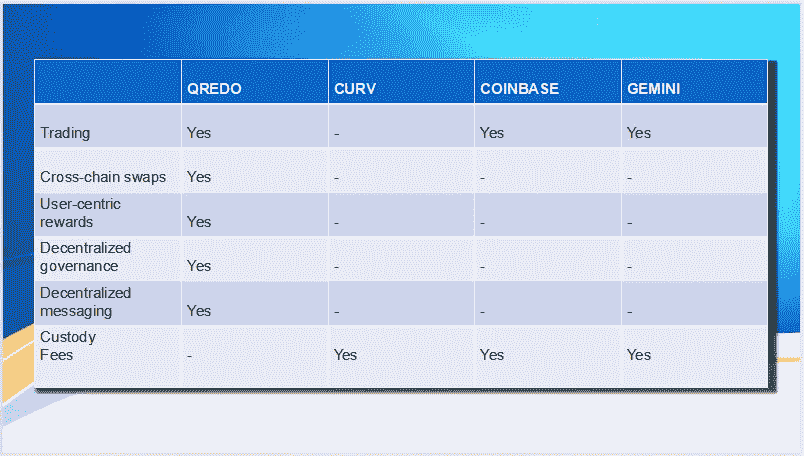 QREDO CURV COINBASE GEMINI
Trading Yes - Yes Yes
Cross-chain swaps Yes - - -
User-centric
rewards Yes - - -
Decentralized
governance Yes - - -
Decentralized
messaging Yes - - -
Custody
Fees - Yes Yes Yes